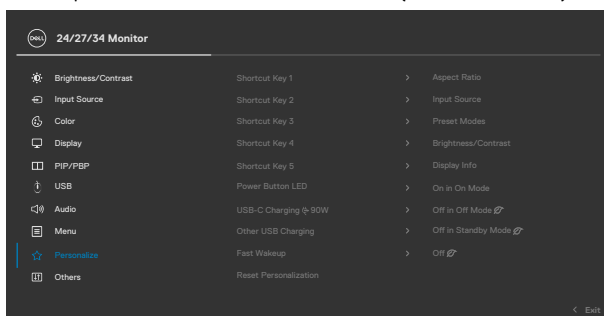 DELL 24/27/34 Monitor
Brightness/Contrast Shortcut Key 1 > Aspect Ratio
Input Source Shortcut Key 2 > Input Source
Color Shortcut Key 3 > Preset Modes
Display Shortcut Key 4 > Brightness/Contrast
PIP/PBP Shortcut Key 5 > Display Info
USB Power Button LED > On in On Mode
Audio USB-C Charging 90W > Off in Off Mode
Menu Other USB Charging > Off in Standby Mode
Personalize Fast Wakeup > Off
Others Reset Personalization
< Exit